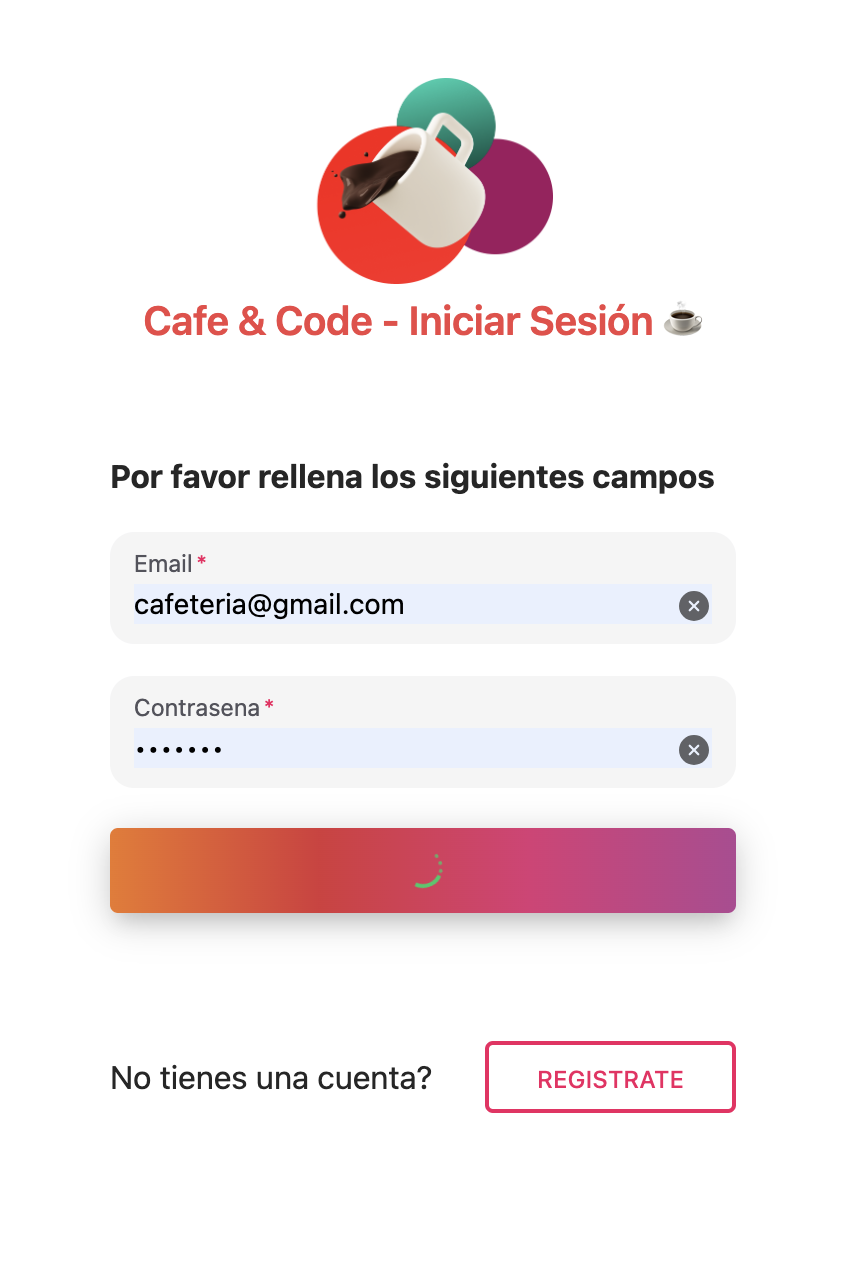 Cafe & Code - Iniciar Sesión ☕
Por favor rellena los siguientes campos
Email *
cafeteria@gmail.com
Contrasena *
•••••••
No tienes una cuenta?
REGISTRATE